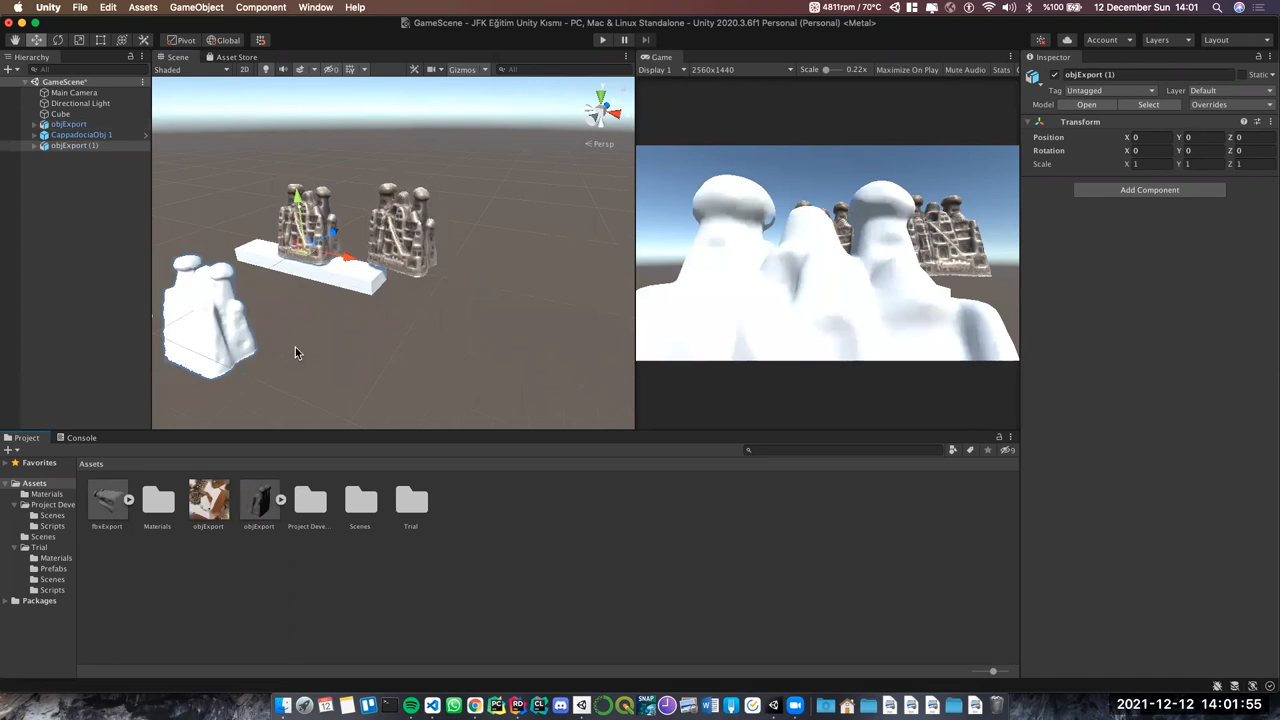 Unity File Edit Assets GameObject Component Window Help 4811rpm / 70°C %100 12 December Sun 14:01
GameScene - JFK Eğitim Unity Kısmı - PC, Mac & Linux Standalone - Unity 2020.3.6f1 Personal (Personal) <Metal>
Pivot Global Account Layers Layout
Hierarchy Scene Asset Store Game Inspector
All Shaded 2D 0 Gizmos All Display 1 2560x1440 Scale 0.22x Maximize On Play Mute Audio Stats
GameScene*
Main Camera
Directional Light
Cube
objExport
CappadociaObj 1
objExport (1)
Persp
objExport (1) Static
Tag Untagged Layer Default
Model Open Select Overrides
Transform
Position X 0 Y 0 Z 0
Rotation X 0 Y 0 Z 0
Scale X 1 Y 1 Z 1
Add Component
Project Console
9
Favorites
Assets
Materials
Project Deve
Scenes
Scripts
Scenes
Trial
Materials
Prefabs
Scenes
Scripts
Packages
Assets
fbxExport Materials objExport objExport Project Deve... Scenes Trial
2021-12-12 14:01:55